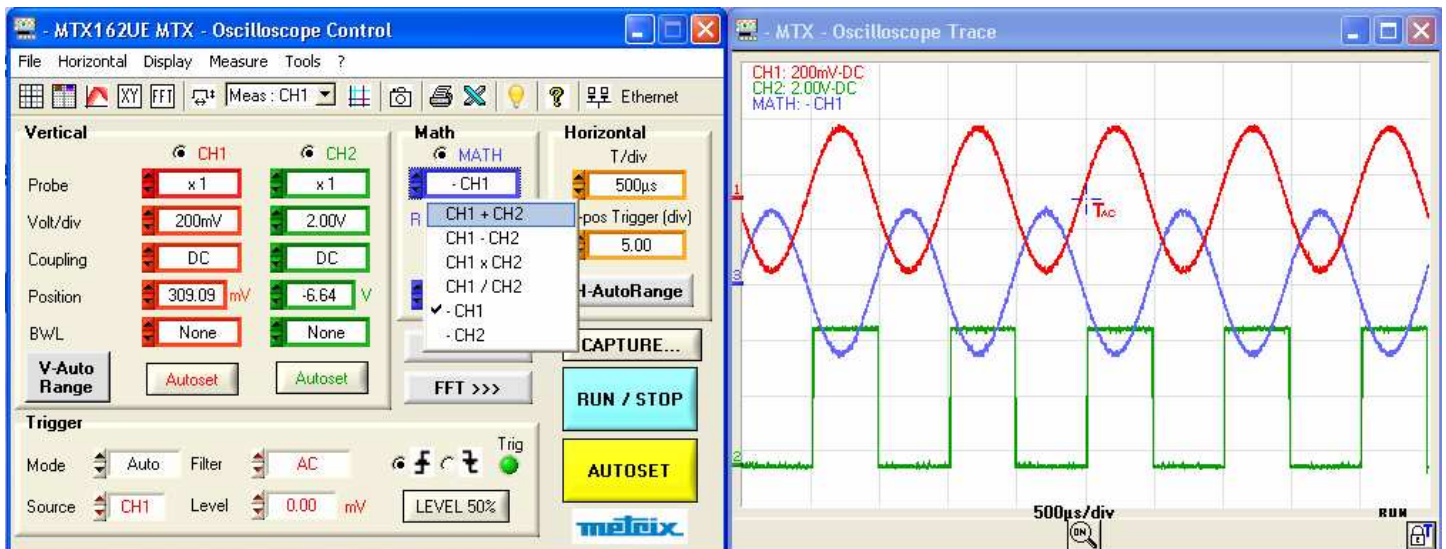 - MTX162UE MTX - Oscilloscope Control
File Horizontal Display Measure Tools ?
XY FFT Meas : CH1 Ethernet
Vertical
CH1 CH2
Probe x 1 x 1
Volt/div 200mV 2.00V
Coupling DC DC
Position 309.09 mV -6.64 V
BWL None None
V-Auto Range
Autoset Autoset
Math
MATH
- CH1
R
CH1 + CH2
CH1 - CH2
CH1 x CH2
CH1 / CH2
- CH1
- CH2
FFT >>>
Horizontal
T/div
500µs
-pos Trigger (div)
5.00
H-AutoRange
CAPTURE...
RUN / STOP
AUTOSET
metrix
Trigger
Mode Auto Filter AC Trig
Source CH1 Level 0.00 mV LEVEL 50%
- MTX - Oscilloscope Trace
CH1: 200mV-DC
CH2: 2.00V-DC
MATH: - CH1
1
TAC
3
2
500µs/div RUN
ON T